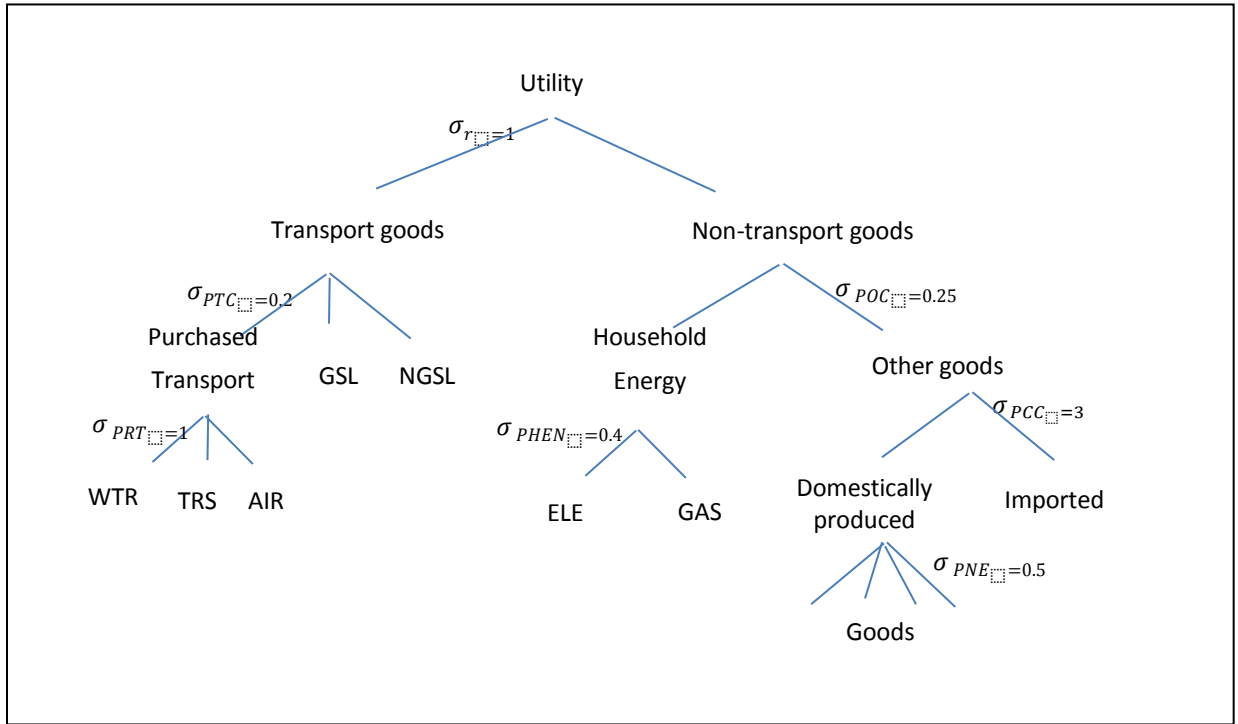 Utility
σr⬚=1
Transport goods
Non-transport goods
σPTC⬚=0.2
σPOC⬚=0.25
Purchased
Transport
GSL
NGSL
Household
Energy
Other goods
σPRT⬚=1
σPHEN⬚=0.4
σPCC⬚=3
WTR
TRS
AIR
ELE
GAS
Domestically
produced
Imported
σPNE⬚=0.5
Goods